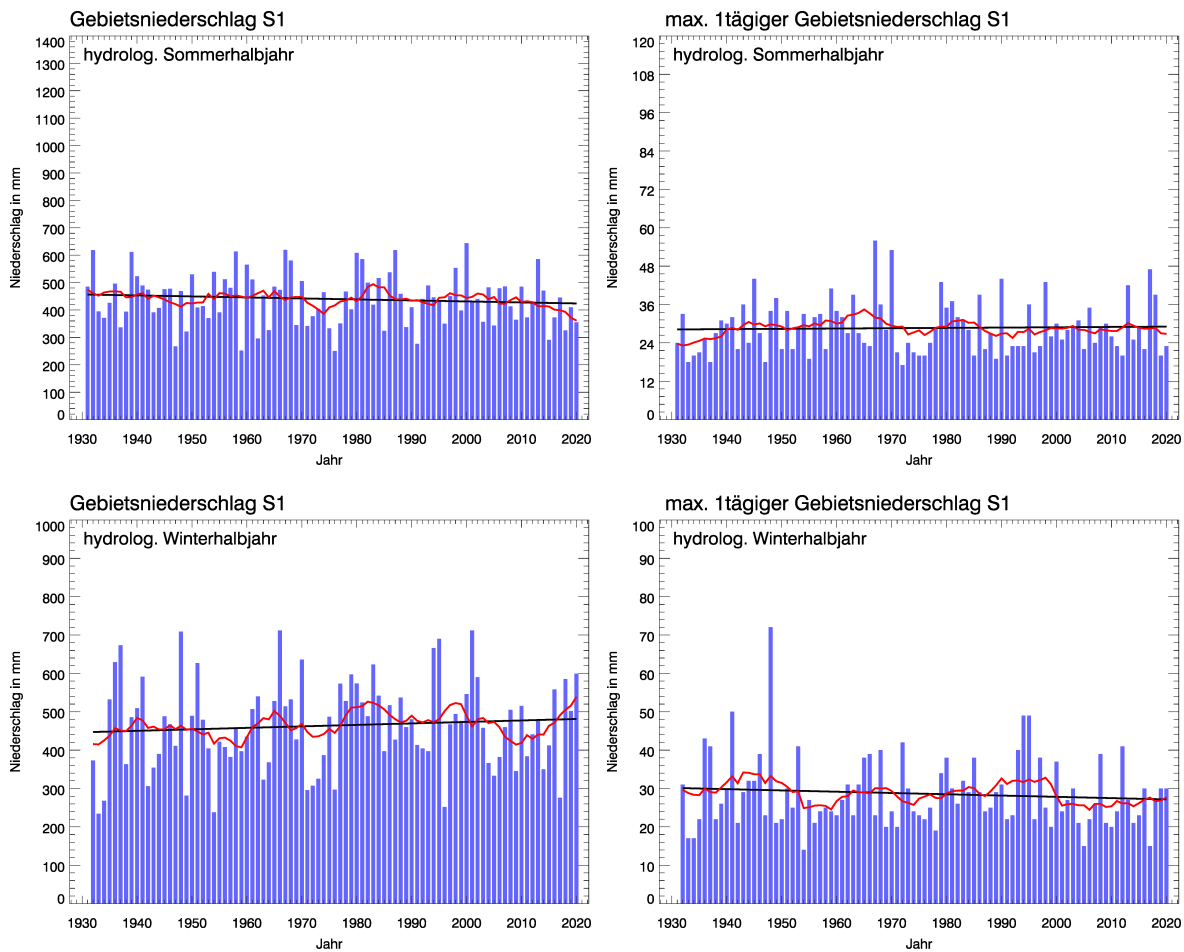 Gebietsniederschlag S1
hydrolog. Sommerhalbjahr
Niederschlag in mm
1400
1300
1200
1100
1000
900
800
700
600
500
400
300
200
100
0
1930 1940 1950 1960 1970 1980 1990 2000 2010 2020
Jahr
max. 1tägiger Gebietsniederschlag S1
hydrolog. Sommerhalbjahr
Niederschlag in mm
120
108
96
84
72
60
48
36
24
12
0
1930 1940 1950 1960 1970 1980 1990 2000 2010 2020
Jahr
Gebietsniederschlag S1
hydrolog. Winterhalbjahr
Niederschlag in mm
1000
900
800
700
600
500
400
300
200
100
0
1930 1940 1950 1960 1970 1980 1990 2000 2010 2020
Jahr
max. 1tägiger Gebietsniederschlag S1
hydrolog. Winterhalbjahr
Niederschlag in mm
100
90
80
70
60
50
40
30
20
10
0
1930 1940 1950 1960 1970 1980 1990 2000 2010 2020
Jahr